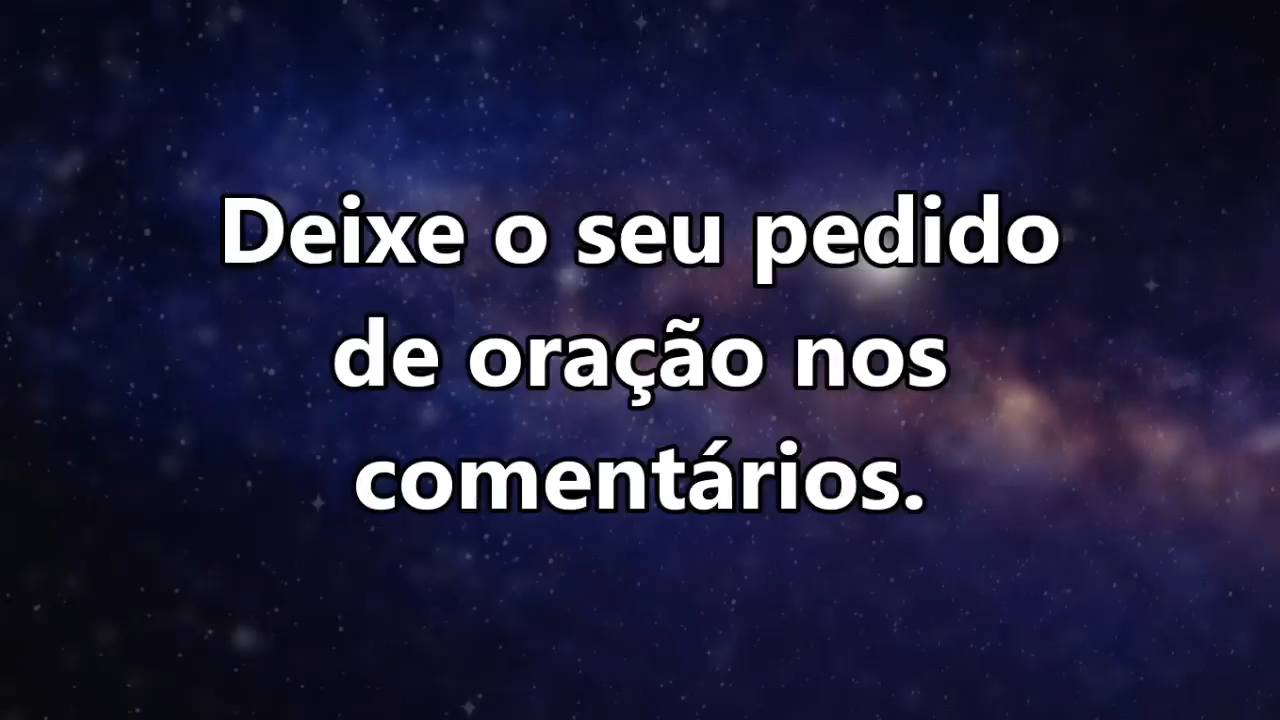 Deixe o seu pedido
de oração nos
comentários.